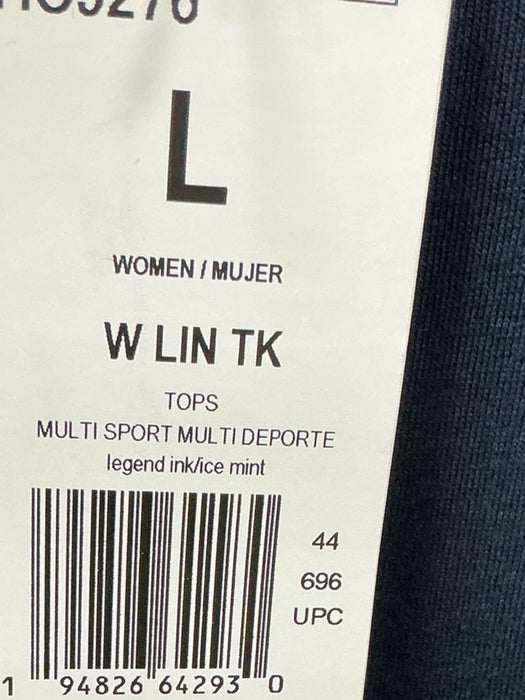 L
WOMEN / MUJER
W LIN TK
TOPS
MULTI SPORT MULTI DEPORTE
legend ink/ice mint
44
696
UPC
1 94826 64293 0